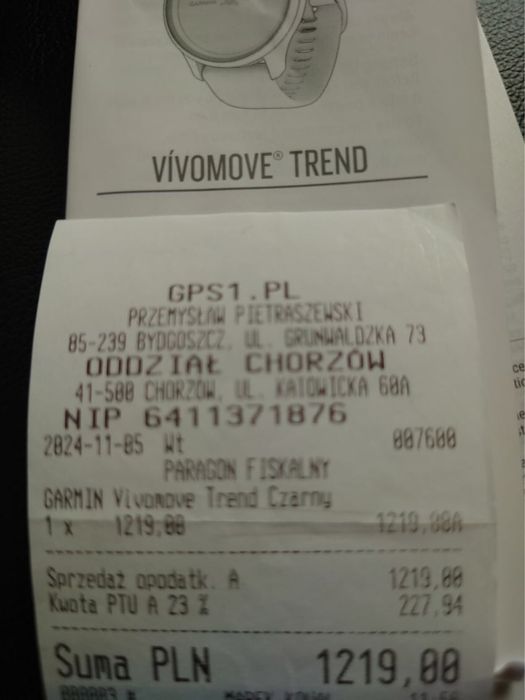 VÍVOMOVE® TREND
GPS1.PL
PRZEMYSŁAW PIETRASZEWSKI
85-239 BYDGOSZCZ, UL. GRUNWALDZKA 73
ODDZIAŁ CHORZÓW
41-500 CHORZÓW, UL. KATOWICKA 60A
NIP 6411371876
2024-11-05 Wt 007600
PARAGON FISKALNY
GARMIN Vivomove Trend Czarny
1 x 1219,00 1219,00A
Sprzedaż opodatk. A 1219,00
Kwota PTU A 23 % 227,94
Suma PLN 1219,00